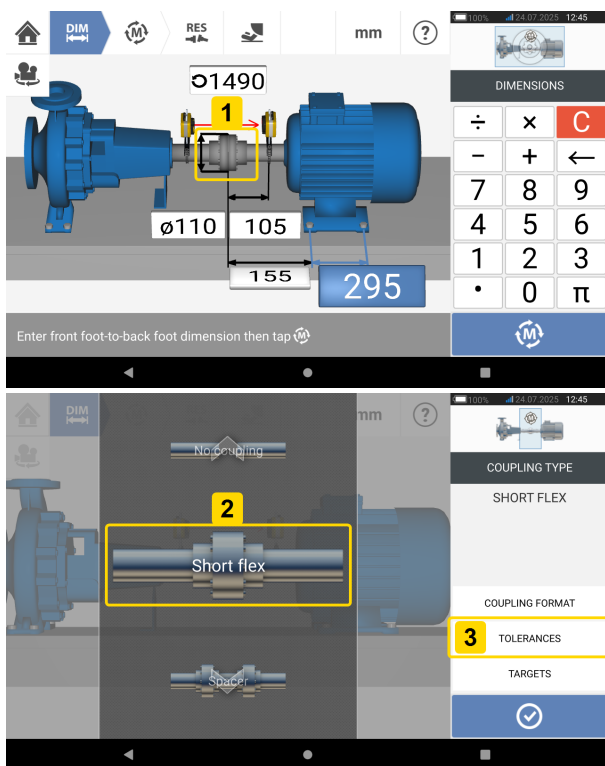 DIM
M
RES
mm
?
100%
24.07.2025 12:45
1490
1
DIMENSIONS
÷ × C
- + ←
7 8 9
4 5 6
1 2 3
. 0 π
ø110
105
155
295
Enter front foot-to-back foot dimension then tap M
M
DIM
mm
?
100%
24.07.2025 12:45
No coupling
COUPLING TYPE
SHORT FLEX
2
Short flex
COUPLING FORMAT
3 TOLERANCES
Spacer
TARGETS